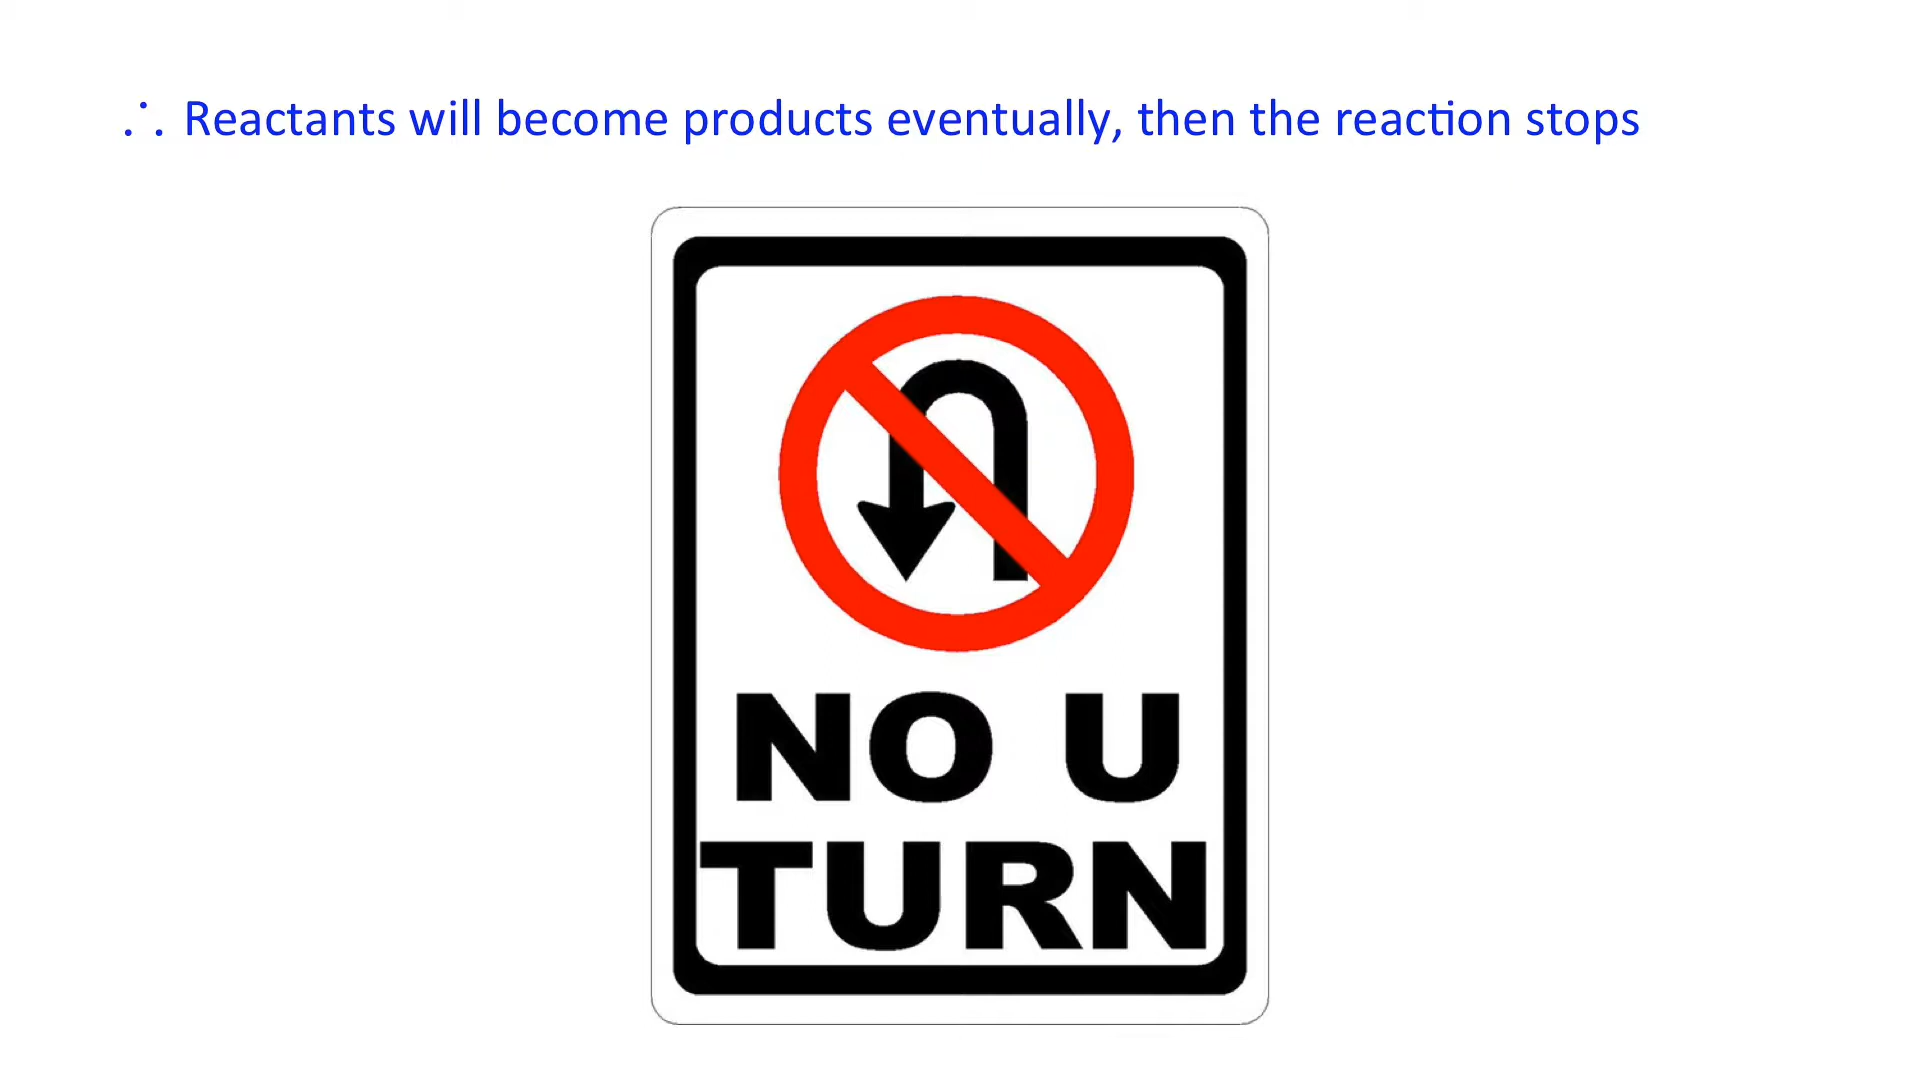 ∴ Reactants will become products eventually, then the reaction stops
NO U
TURN